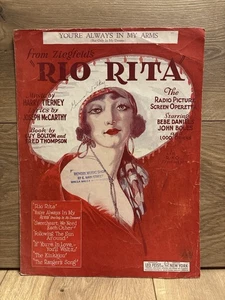 YOU'RE ALWAYS IN MY ARMS
from Ziegfeld's
RIO RITA
The
RADIO PICTURES
SCREEN OPERETTA
HARRY TIERNEY
Lyrics by
JOSEPH McCARTHY
Book by
GUY BOLTON and
FRED THOMPSON
Starring
BEBE DANIELS
JOHN BOLES
"Rio Rita"
"You're Always In My
Arms"
"Sweetheart We Need
Each Other"
"Following The Sun
Around"
"If You're In Love,
You'll Waltz"
"The Kinkajou"
"The Rangers Song"
LEO FEIST INC NEW YORK